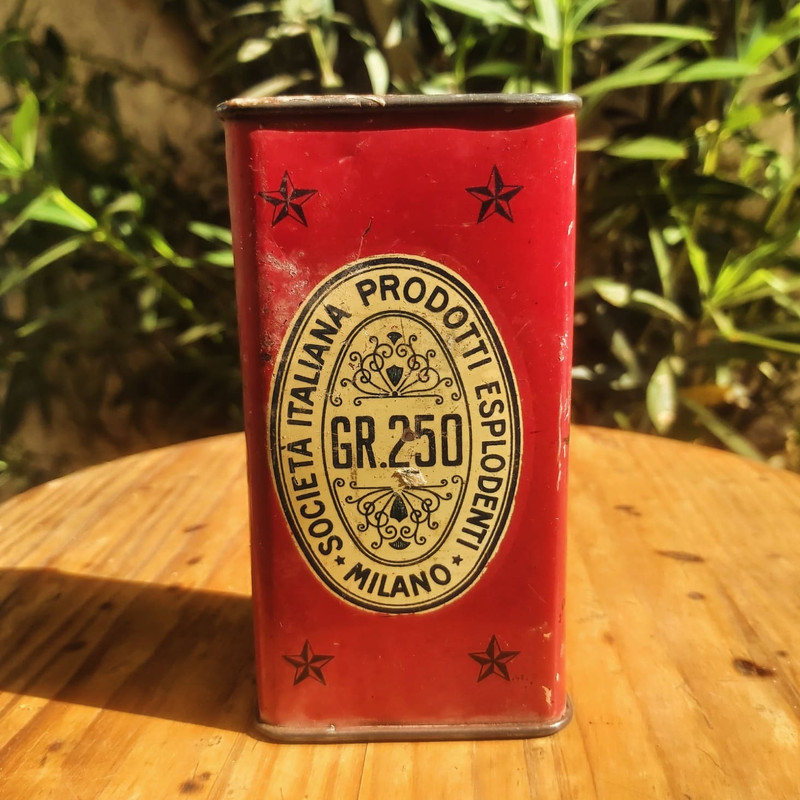 SOCIETÀ ITALIANA PRODOTTI ESPLODENTI
GR.250
★ MILANO ★